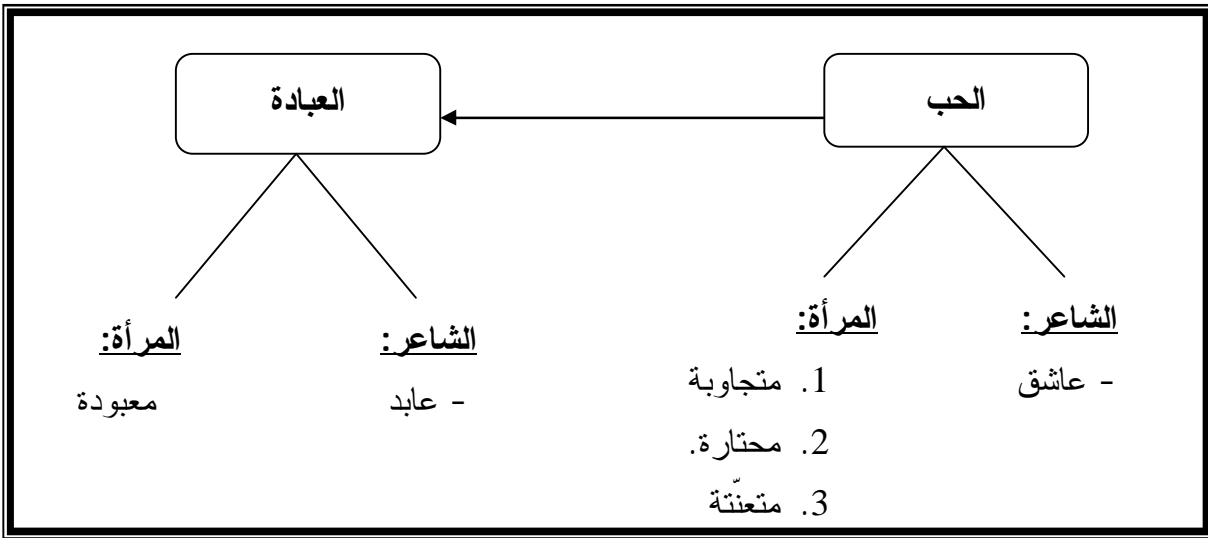 الحب
العبادة
الشاعر:
- عاشق
المرأة:
1. متجاوبة
2. محتارة.
3. متعنّتة
الشاعر:
- عابد
المرأة:
معبودة